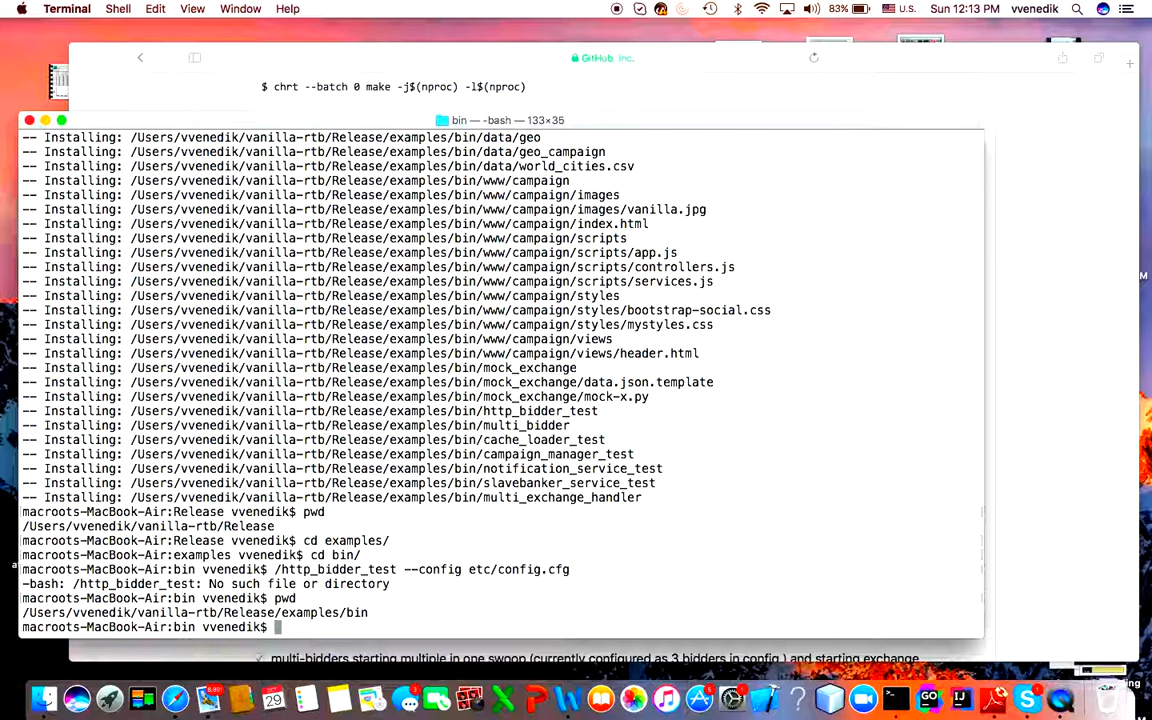 Terminal Shell Edit View Window Help 83% U.S. Sun 12:13 PM vvenedik
GitHub Inc.
$ chrt --batch 0 make -j$(nproc) -l$(nproc)
bin — -bash — 133×35
-- Installing: /Users/vvenedik/vanilla-rtb/Release/examples/bin/data/geo
-- Installing: /Users/vvenedik/vanilla-rtb/Release/examples/bin/data/geo_campaign
-- Installing: /Users/vvenedik/vanilla-rtb/Release/examples/bin/data/world_cities.csv
-- Installing: /Users/vvenedik/vanilla-rtb/Release/examples/bin/www/campaign
-- Installing: /Users/vvenedik/vanilla-rtb/Release/examples/bin/www/campaign/images
-- Installing: /Users/vvenedik/vanilla-rtb/Release/examples/bin/www/campaign/images/vanilla.jpg
-- Installing: /Users/vvenedik/vanilla-rtb/Release/examples/bin/www/campaign/index.html
-- Installing: /Users/vvenedik/vanilla-rtb/Release/examples/bin/www/campaign/scripts
-- Installing: /Users/vvenedik/vanilla-rtb/Release/examples/bin/www/campaign/scripts/app.js
-- Installing: /Users/vvenedik/vanilla-rtb/Release/examples/bin/www/campaign/scripts/controllers.js
-- Installing: /Users/vvenedik/vanilla-rtb/Release/examples/bin/www/campaign/scripts/services.js
-- Installing: /Users/vvenedik/vanilla-rtb/Release/examples/bin/www/campaign/styles
-- Installing: /Users/vvenedik/vanilla-rtb/Release/examples/bin/www/campaign/styles/bootstrap-social.css
-- Installing: /Users/vvenedik/vanilla-rtb/Release/examples/bin/www/campaign/styles/mystyles.css
-- Installing: /Users/vvenedik/vanilla-rtb/Release/examples/bin/www/campaign/views
-- Installing: /Users/vvenedik/vanilla-rtb/Release/examples/bin/www/campaign/views/header.html
-- Installing: /Users/vvenedik/vanilla-rtb/Release/examples/bin/mock_exchange
-- Installing: /Users/vvenedik/vanilla-rtb/Release/examples/bin/mock_exchange/data.json.template
-- Installing: /Users/vvenedik/vanilla-rtb/Release/examples/bin/mock_exchange/mock-x.py
-- Installing: /Users/vvenedik/vanilla-rtb/Release/examples/bin/http_bidder_test
-- Installing: /Users/vvenedik/vanilla-rtb/Release/examples/bin/multi_bidder
-- Installing: /Users/vvenedik/vanilla-rtb/Release/examples/bin/cache_loader_test
-- Installing: /Users/vvenedik/vanilla-rtb/Release/examples/bin/campaign_manager_test
-- Installing: /Users/vvenedik/vanilla-rtb/Release/examples/bin/notification_service_test
-- Installing: /Users/vvenedik/vanilla-rtb/Release/examples/bin/slavebanker_service_test
-- Installing: /Users/vvenedik/vanilla-rtb/Release/examples/bin/multi_exchange_handler
macroots-MacBook-Air:Release vvenedik$ pwd
/Users/vvenedik/vanilla-rtb/Release
macroots-MacBook-Air:Release vvenedik$ cd examples/
macroots-MacBook-Air:examples vvenedik$ cd bin/
macroots-MacBook-Air:bin vvenedik$ /http_bidder_test --config etc/config.cfg
-bash: /http_bidder_test: No such file or directory
macroots-MacBook-Air:bin vvenedik$ pwd
/Users/vvenedik/vanilla-rtb/Release/examples/bin
macroots-MacBook-Air:bin vvenedik$
multi-bidders starting multiple in one swoop (currently configured as 3 bidders in config ) and starting exchange